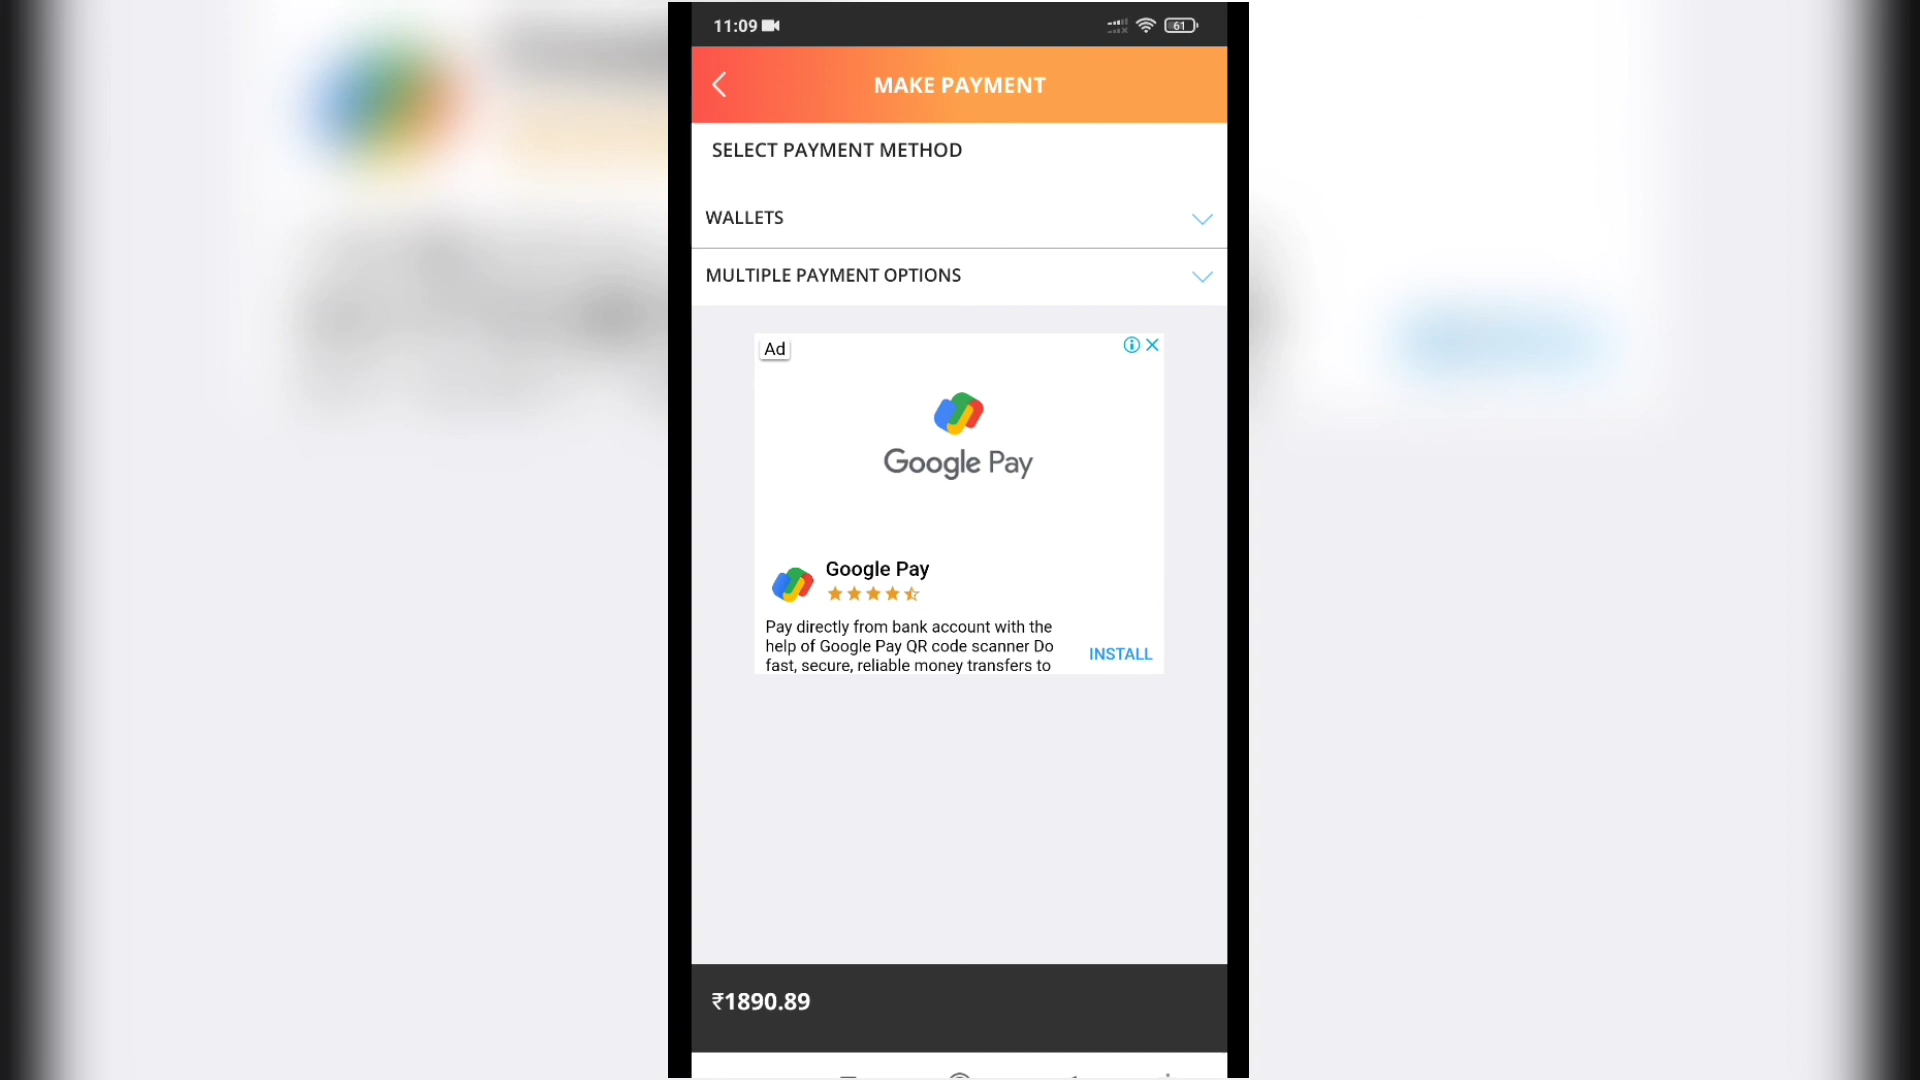 11:09
61
MAKE PAYMENT
SELECT PAYMENT METHOD
WALLETS
MULTIPLE PAYMENT OPTIONS
Ad
Google Pay
Google Pay
Pay directly from bank account with the
help of Google Pay QR code scanner Do
fast, secure, reliable money transfers to
INSTALL
₹1890.89